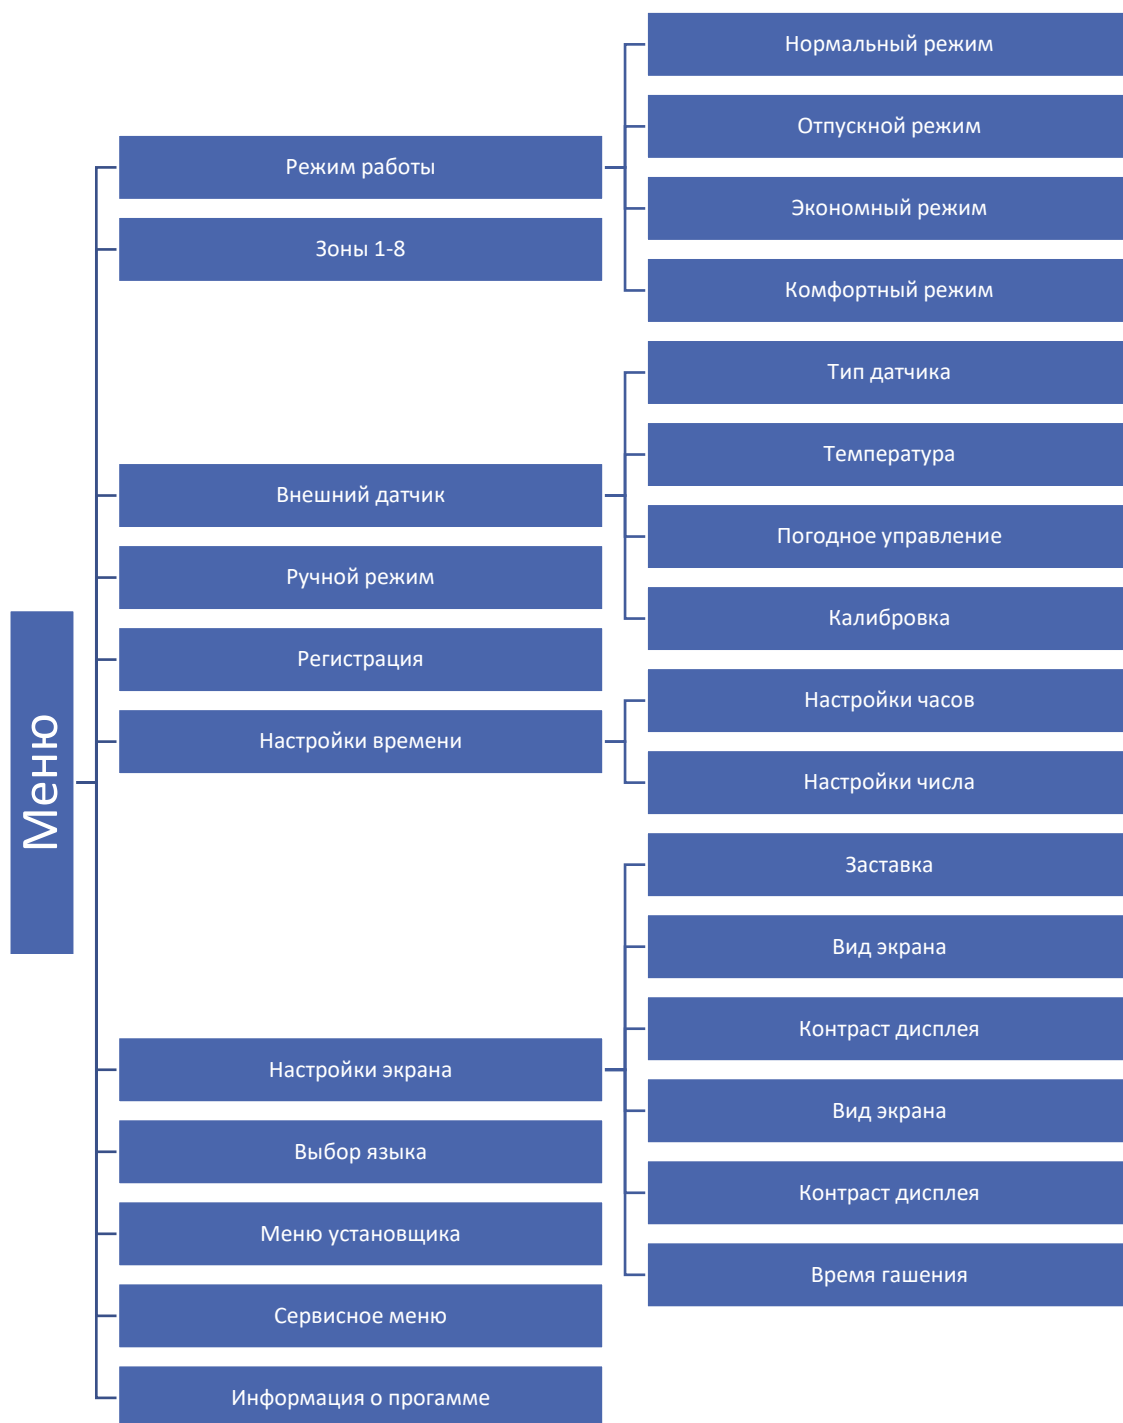 Меню
Режим работы
Нормальный режим
Отпускной режим
Экономный режим
Комфортный режим
Зоны 1-8
Внешний датчик
Тип датчика
Температура
Погодное управление
Калибровка
Ручной режим
Регистрация
Настройки времени
Настройки часов
Настройки числа
Настройки экрана
Заставка
Вид экрана
Контраст дисплея
Вид экрана
Контраст дисплея
Время гашения
Выбор языка
Меню установщика
Сервисное меню
Информация о прогамме